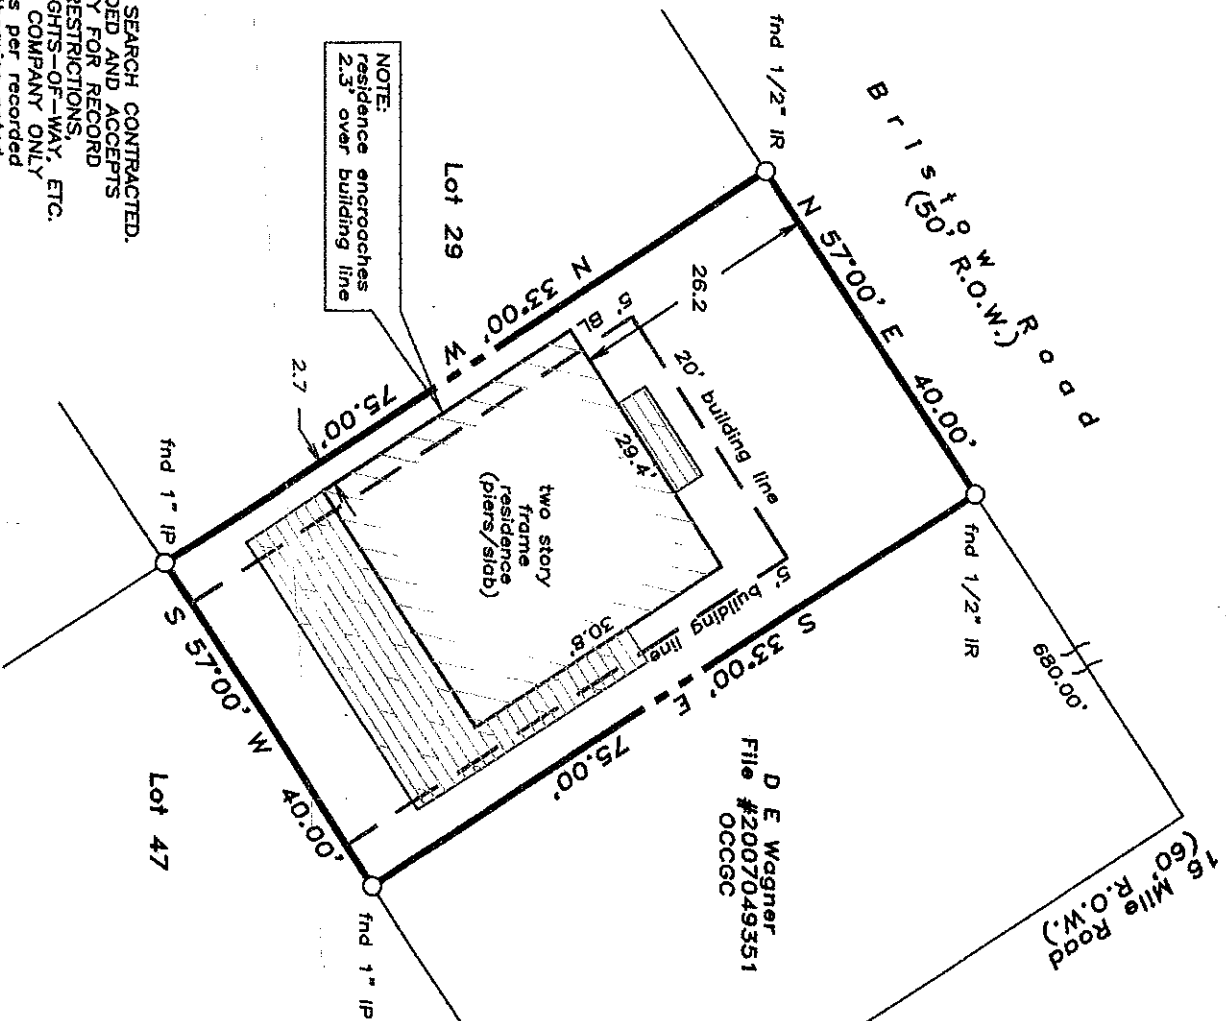 Bristow Road
(50' R.O.W.)
fnd 1/2" IR
N 57°00' E 40.00'
fnd 1/2" IR
680.00'
16 Mile Road
(60' R.O.W.)
26.2
Lot 29
N 33°00' W 75.00'
5' BL
20' building line
29.4'
two story
frame
residence
(piers/slab)
30.8'
5' building line
S 33°00' E 75.00'
D E Wagner
File #2007049351
OCCGC
NOTE:
residence encroaches
2.3' over building line
2.7
fnd 1" IP
S 57°00' W 40.00'
fnd 1" IP
Lot 47
SEARCH CONTRACTED.
DED AND ACCEPTS
Y FOR RECORD
RESTRICTIONS,
GHTS-OF-WAY, ETC.
COMPANY ONLY
s per recorded